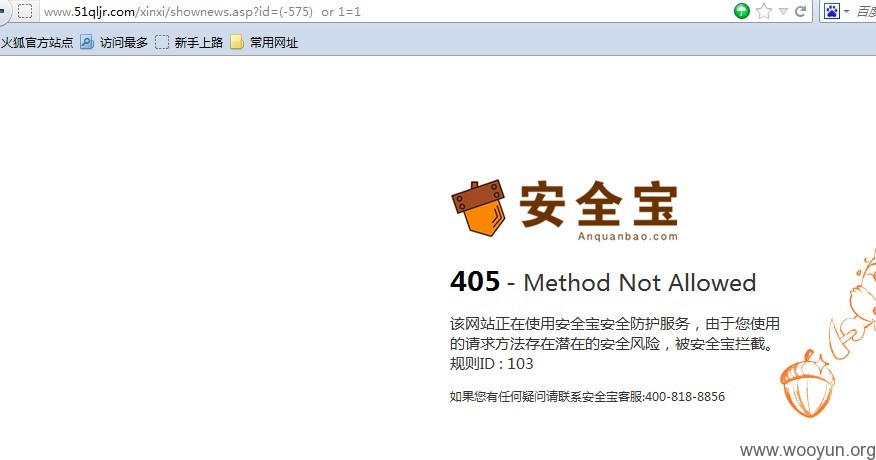 www.51qljr.com/xinxi/shownews.asp?id=(-575) or 1=1
百度
火狐官方站点 访问最多 新手上路 常用网址
安全宝
Anquanbao.com
405 - Method Not Allowed
该网站正在使用安全宝安全防护服务，由于您使用
的请求方法存在潜在的安全风险，被安全宝拦截。
规则ID : 103
如果您有任何疑问请联系安全宝客服:400-818-8856
www.wooyun.org